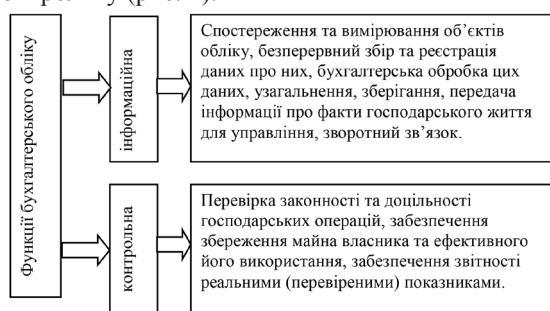 Функції бухгалтерського обліку
інформаційна
Спостереження та вимірювання об’єктів
обліку, безперервний збір та реєстрація
даних про них, бухгалтерська обробка цих
даних, узагальнення, зберігання, передача
інформації про факти господарського життя
для управління, зворотний зв’язок.
контрольна
Перевірка законності та доцільності
господарських операцій, забезпечення
збереження майна власника та ефективного
його використання, забезпечення звітності
реальними (перевіреними) показниками.